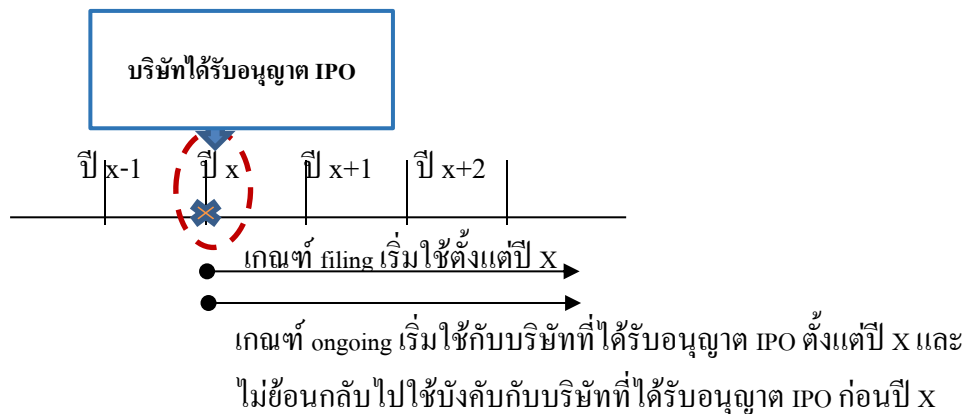 บริษัทได้รับอนุญาต IPO
ปี x-1 ปี x ปี x+1 ปี x+2
เกณฑ์ filing เริ่มใช้ตั้งแต่ปี X
เกณฑ์ ongoing เริ่มใช้กับบริษัทที่ได้รับอนุญาต IPO ตั้งแต่ปี X และ
ไม่ย้อนกลับไปใช้บังคับกับบริษัทที่ได้รับอนุญาต IPO ก่อนปี X